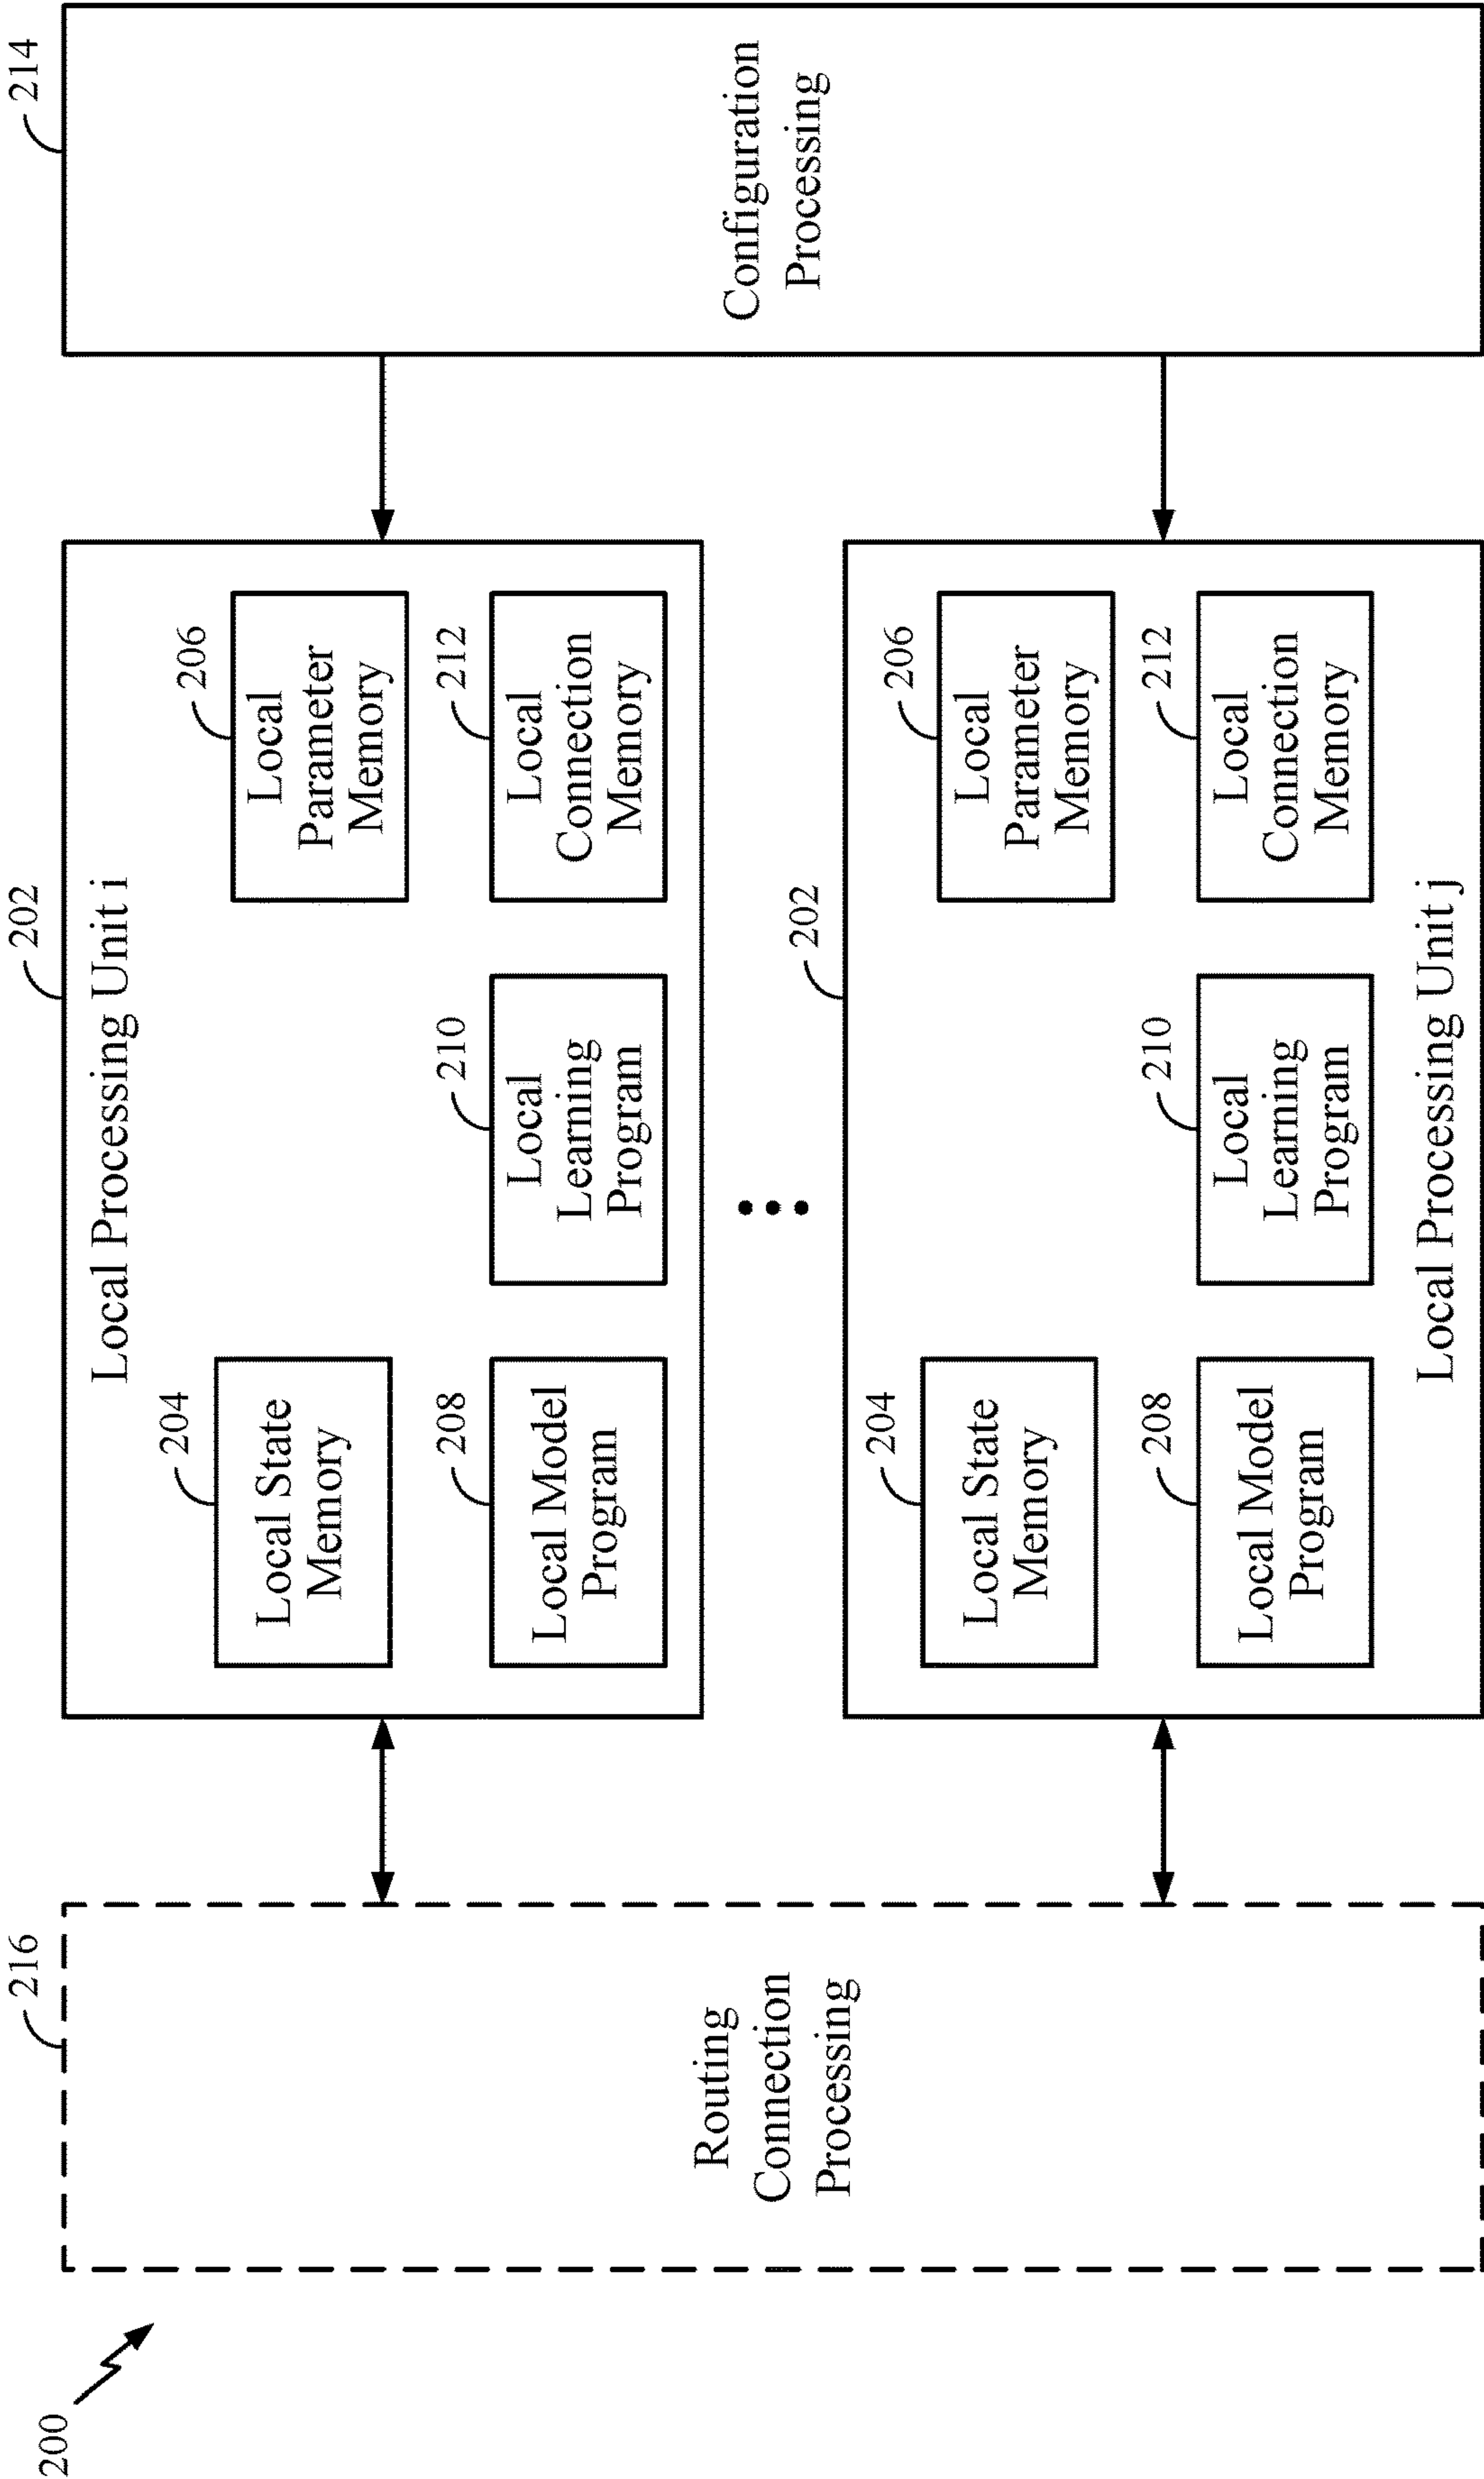 200
216
Routing
Connection
Processing
202
Local Processing Unit i
204
Local State
Memory
206
Local
Parameter
Memory
208
Local Model
Program
210
Local
Learning
Program
212
Local
Connection
Memory
202
204
Local State
Memory
206
Local
Parameter
Memory
208
Local Model
Program
210
Local
Learning
Program
212
Local
Connection
Memory
Local Processing Unit j
214
Configuration
Processing